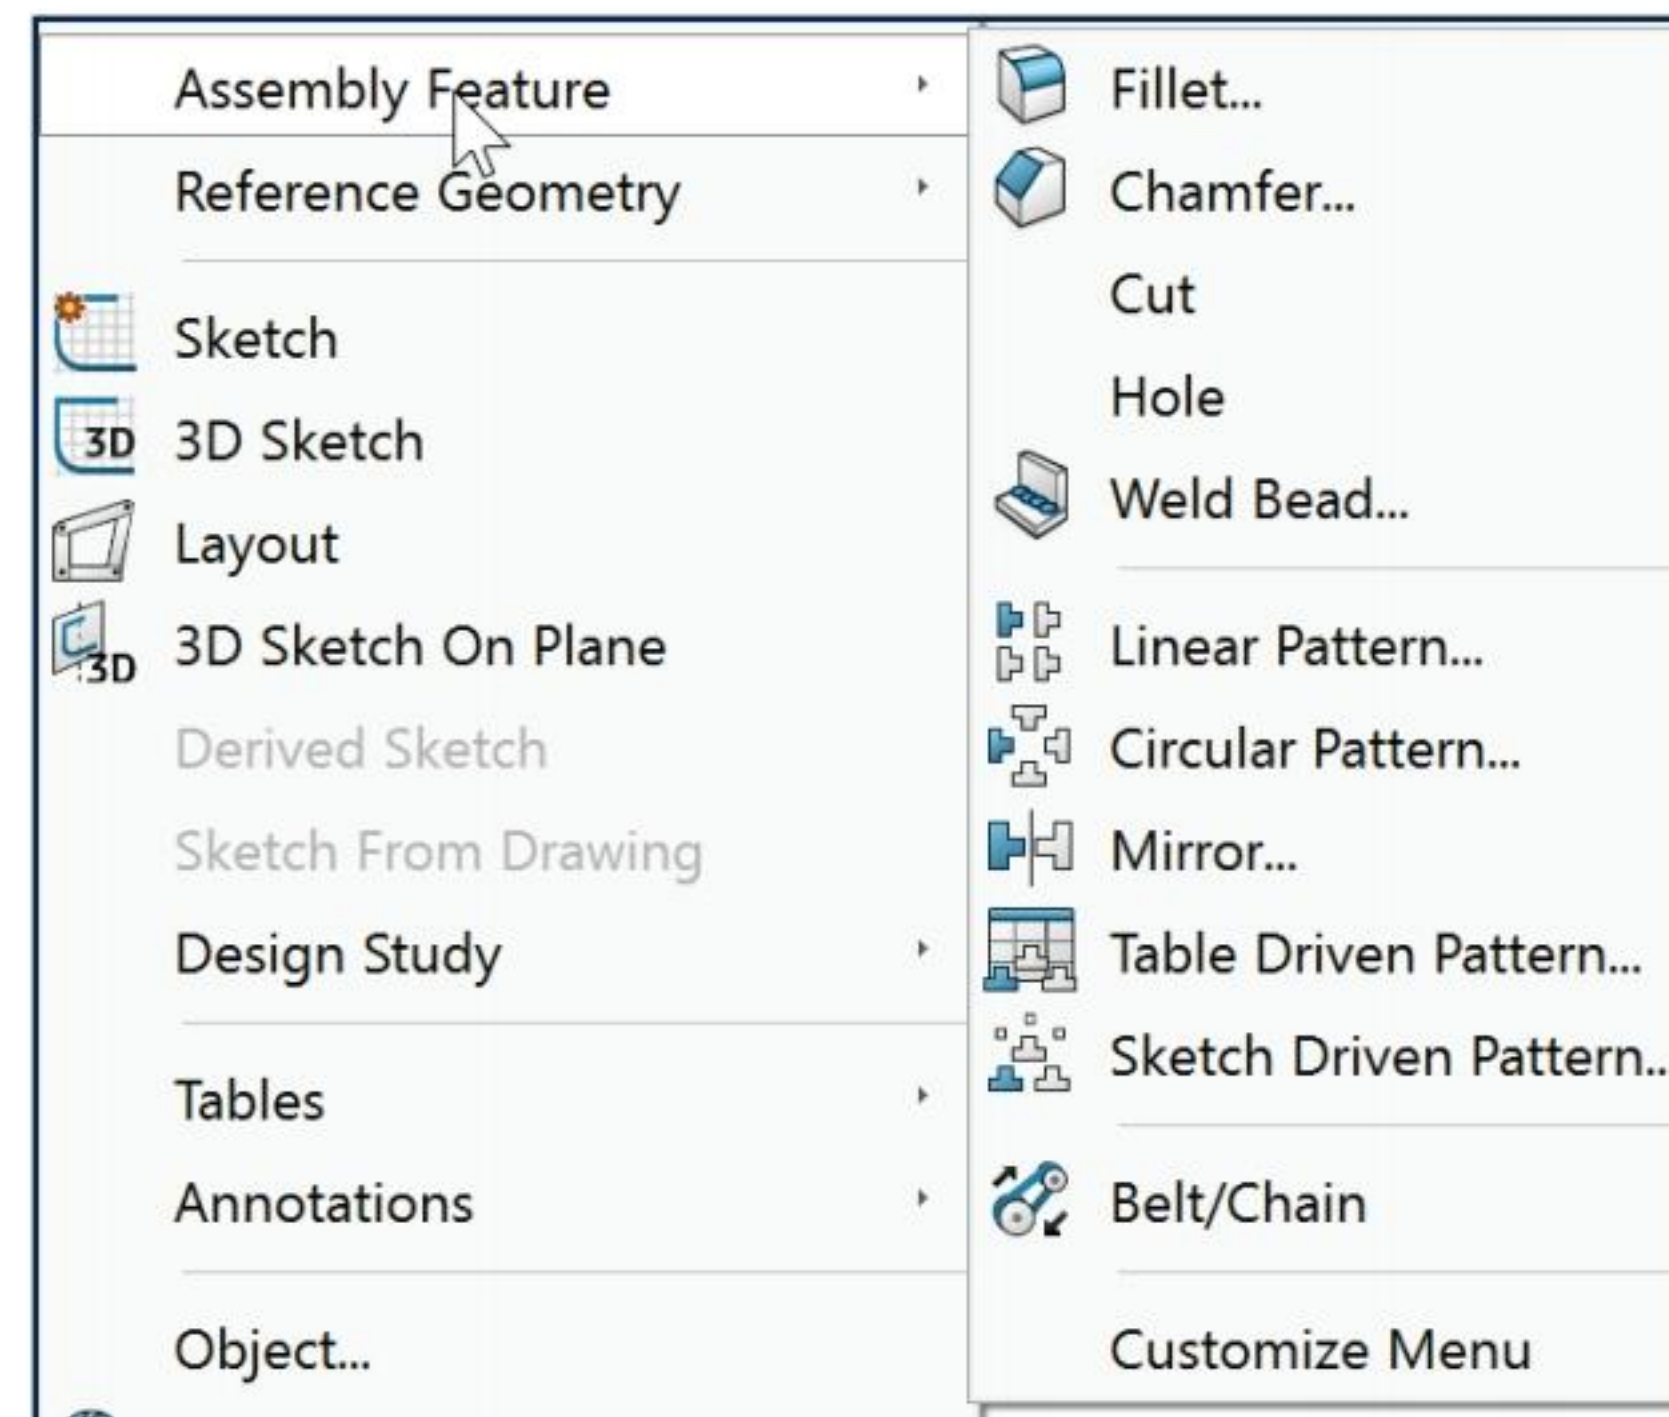 Assembly Feature
Reference Geometry
Sketch
3D 3D Sketch
Layout
3D 3D Sketch On Plane
Derived Sketch
Sketch From Drawing
Design Study
Tables
Annotations
Object...
Fillet...
Chamfer...
Cut
Hole
Weld Bead...
Linear Pattern...
Circular Pattern...
Mirror...
Table Driven Pattern...
Sketch Driven Pattern..
Belt/Chain
Customize Menu